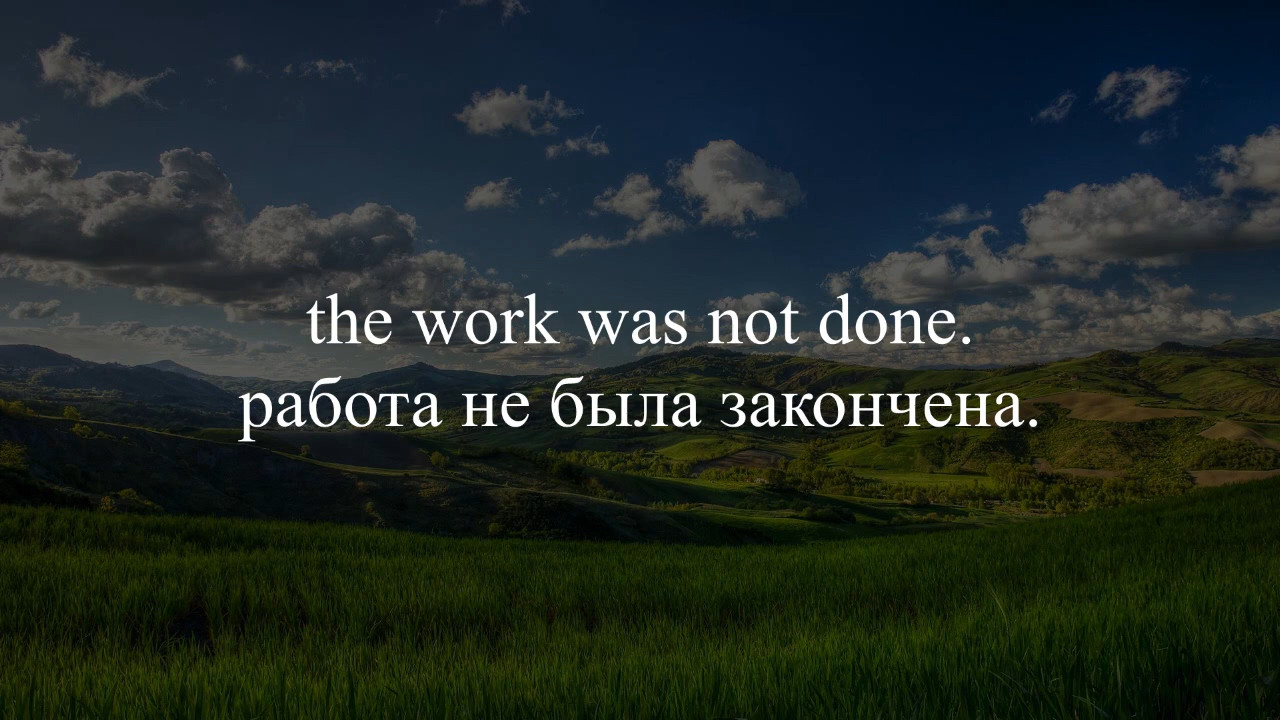 the work was not done.
работа не была закончена.